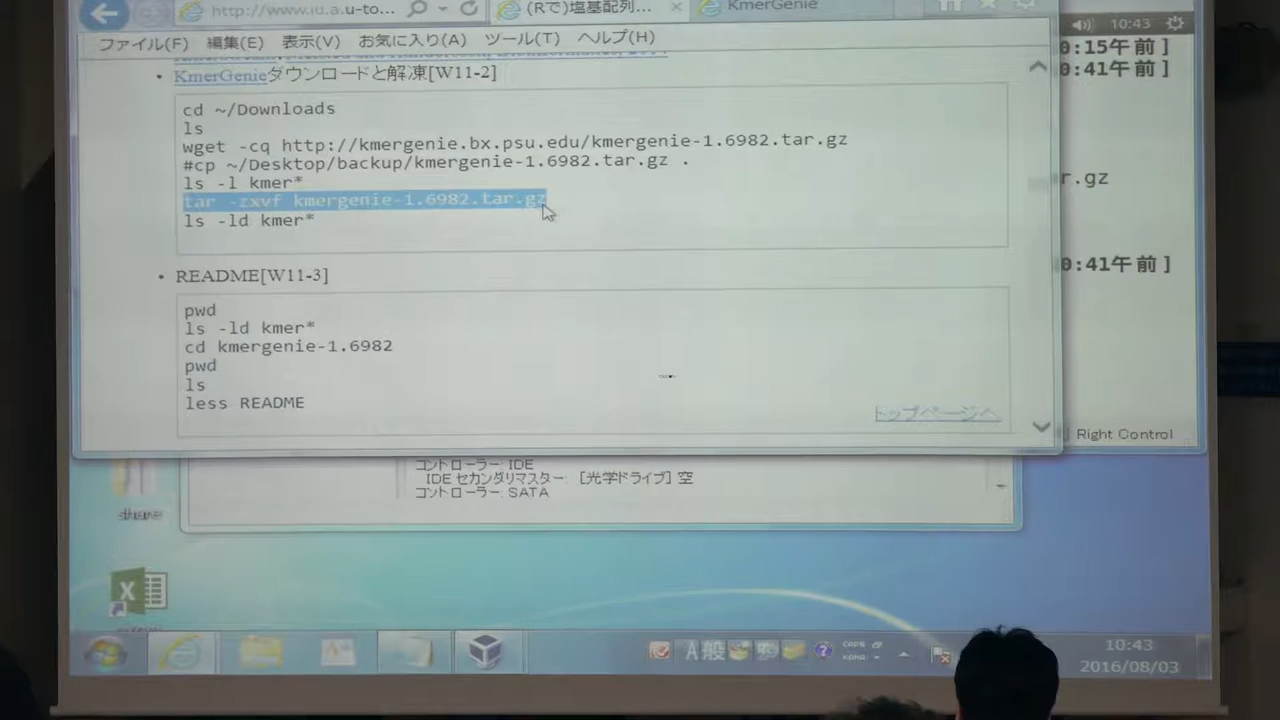 http://www.iu.a.u-to...
(Rで)塩基配列...
KmerGenie
10:43
ファイル(F) 編集(E) 表示(V) お気に入り(A) ツール(T) ヘルプ(H)
0:15午前]
0:41午前]
• KmerGenieダウンロードと解凍[W11-2]
cd ~/Downloads
ls
wget -cq http://kmergenie.bx.psu.edu/kmergenie-1.6982.tar.gz
#cp ~/Desktop/backup/kmergenie-1.6982.tar.gz .
ls -l kmer*
tar -zxvf kmergenie-1.6982.tar.gz
ls -ld kmer*
r.gz
0:41午前]
• README[W11-3]
pwd
ls -ld kmer*
cd kmergenie-1.6982
pwd
ls
less README
トップページへ
Right Control
コントローラー: IDE
IDE セカンダリマスター: [光学ドライブ] 空
コントローラー: SATA
share
A般
CAPS
KANA
10:43
2016/08/03